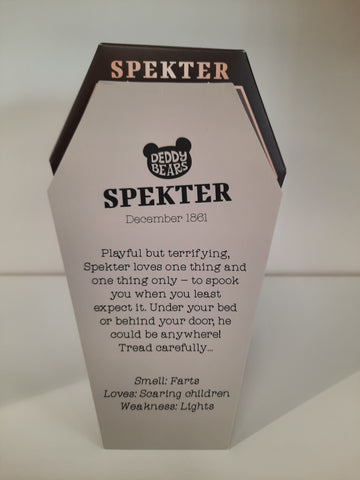 SPEKTER
DEDDY
BEARS
SPEKTER
December 1861
Playful but terrifying,
Spekter loves one thing and
one thing only – to spook
you when you least
expect it. Under your bed
or behind your door, he
could be anywhere!
Tread carefully...
Smell: Farts
Loves: Scaring children
Weakness: Lights